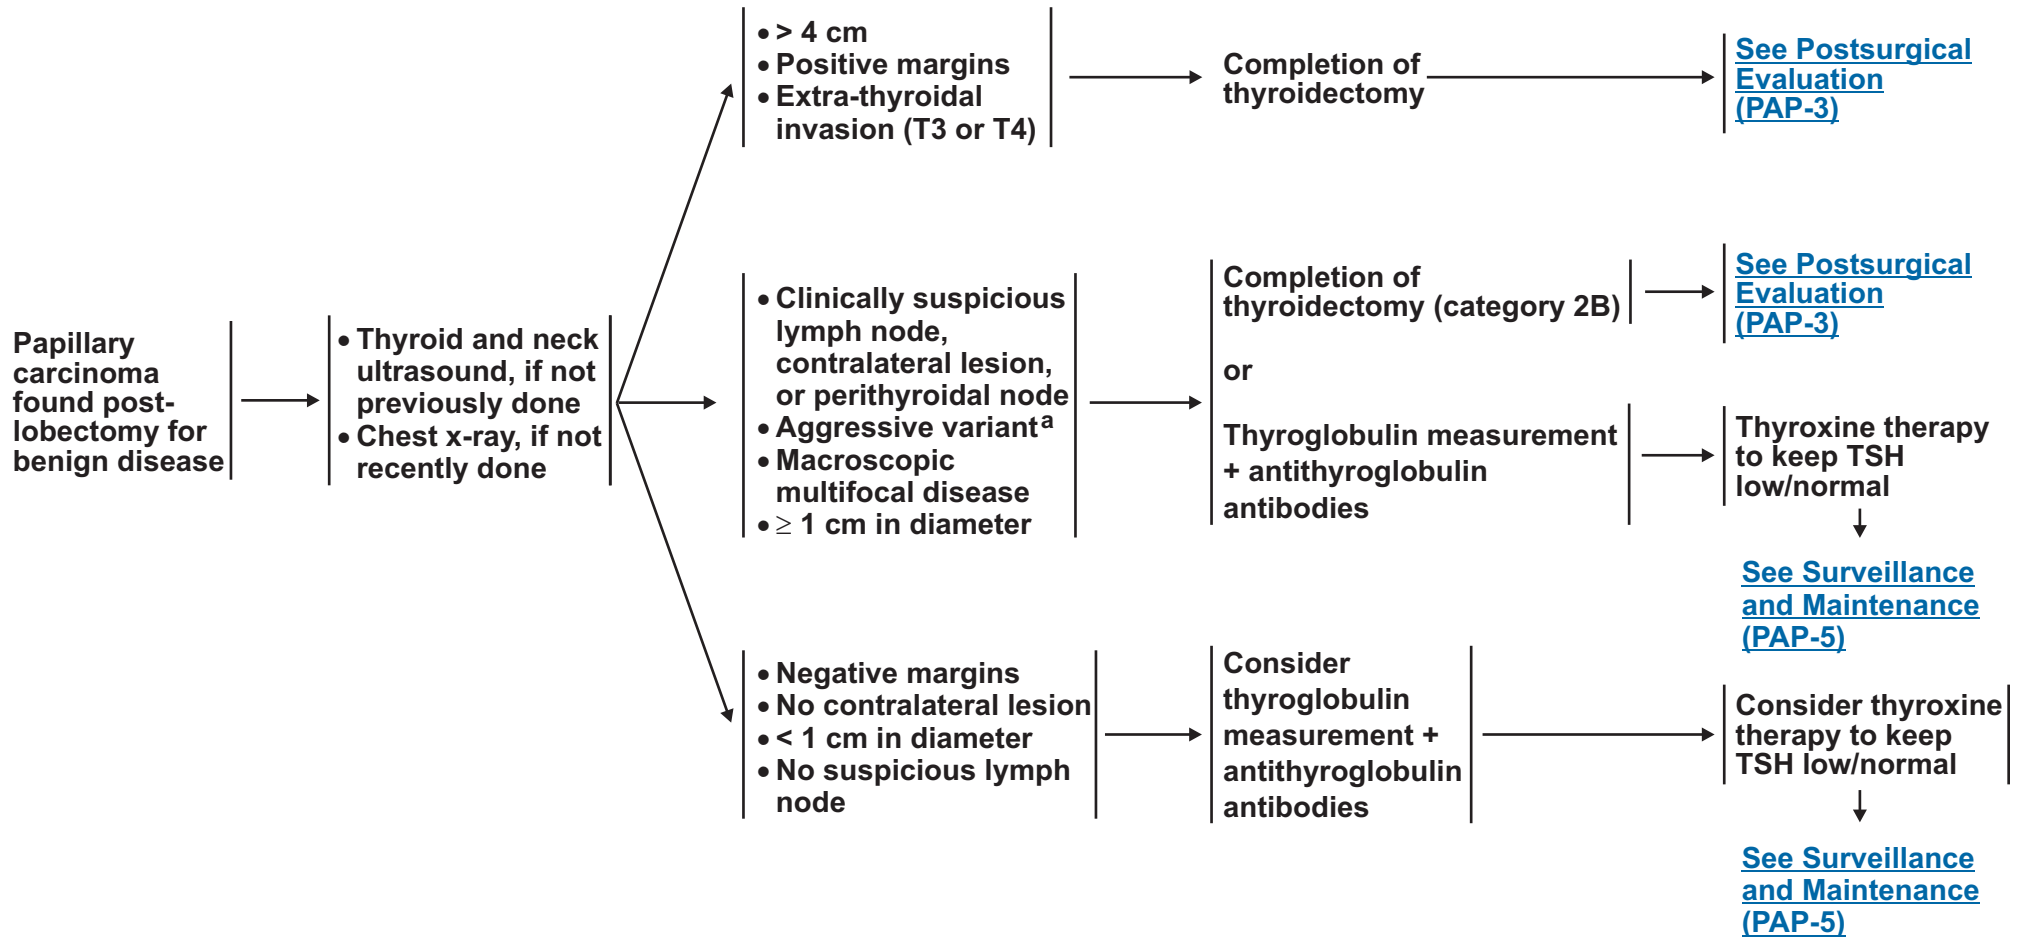 Papillary
carcinoma
found post-
lobectomy for
benign disease
• Thyroid and neck
ultrasound, if not
previously done
• Chest x-ray, if not
recently done
• > 4 cm
• Positive margins
• Extra-thyroidal
invasion (T3 or T4)
Completion of
thyroidectomy
See Postsurgical
Evaluation
(PAP-3)
• Clinically suspicious
lymph node,
contralateral lesion,
or perithyroidal node
• Aggressive variantᵃ
• Macroscopic
multifocal disease
• ≥ 1 cm in diameter
Completion of
thyroidectomy (category 2B)
or
Thyroglobulin measurement
+ antithyroglobulin
antibodies
See Postsurgical
Evaluation
(PAP-3)
Thyroxine therapy
to keep TSH
low/normal
See Surveillance
and Maintenance
(PAP-5)
• Negative margins
• No contralateral lesion
• < 1 cm in diameter
• No suspicious lymph
node
Consider
thyroglobulin
measurement +
antithyroglobulin
antibodies
Consider thyroxine
therapy to keep
TSH low/normal
See Surveillance
and Maintenance
(PAP-5)